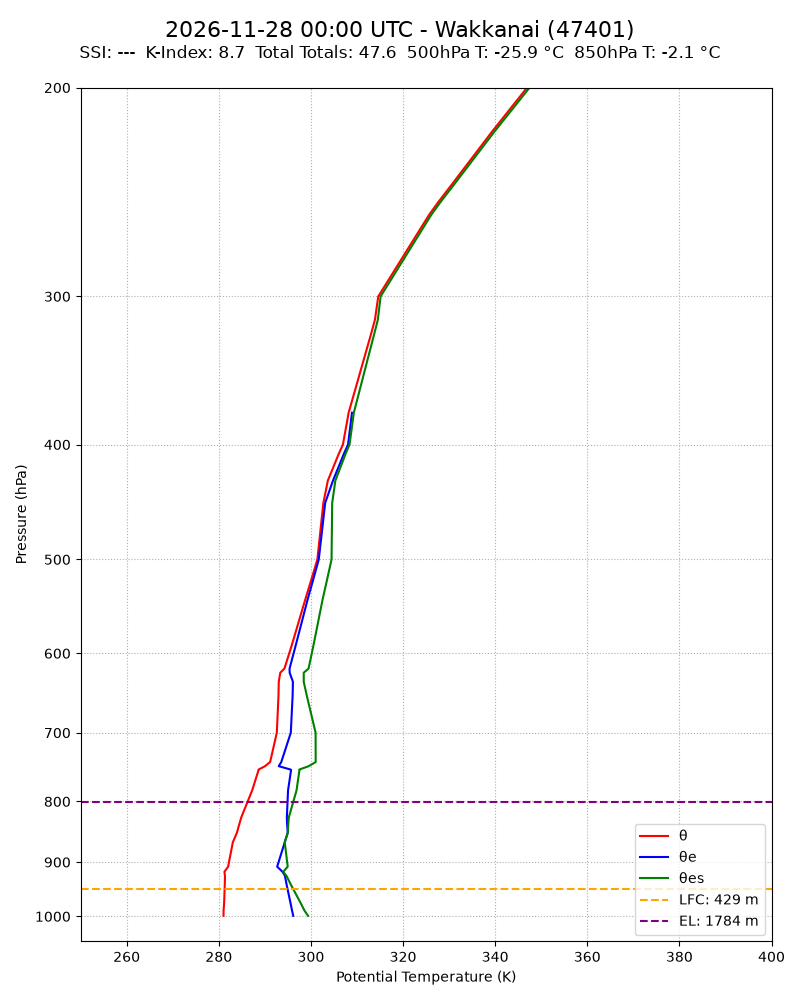 2026-11-28 00:00 UTC - Wakkanai (47401)
SSI: --- K-Index: 8.7 Total Totals: 47.6 500hPa T: -25.9 °C 850hPa T: -2.1 °C
200
300
400
500
600
700
800
900
1000
Pressure (hPa)
θ
θe
θes
LFC: 429 m
EL: 1784 m
260 280 300 320 340 360 380 400
Potential Temperature (K)